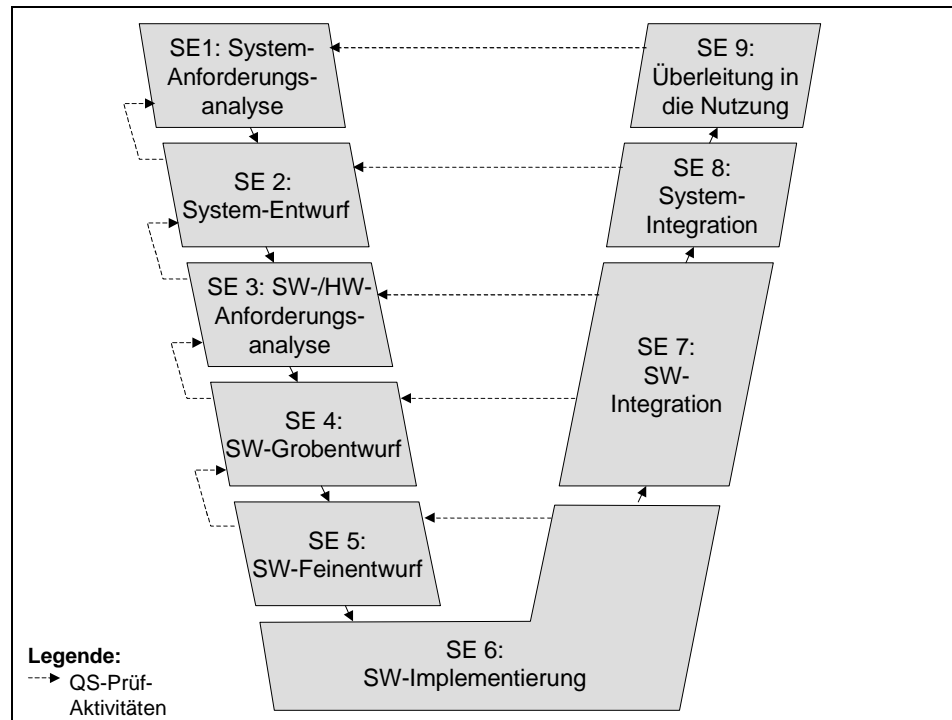 SE1: System-
Anforderungs-
analyse
SE 2:
System-Entwurf
SE 3: SW-/HW-
Anforderungs-
analyse
SE 4:
SW-Grobentwurf
SE 5:
SW-Feinentwurf
SE 6:
SW-Implementierung
SE 7:
SW-
Integration
SE 8:
System-
Integration
SE 9:
Überleitung in
die Nutzung
Legende:
QS-Prüf-
Aktivitäten